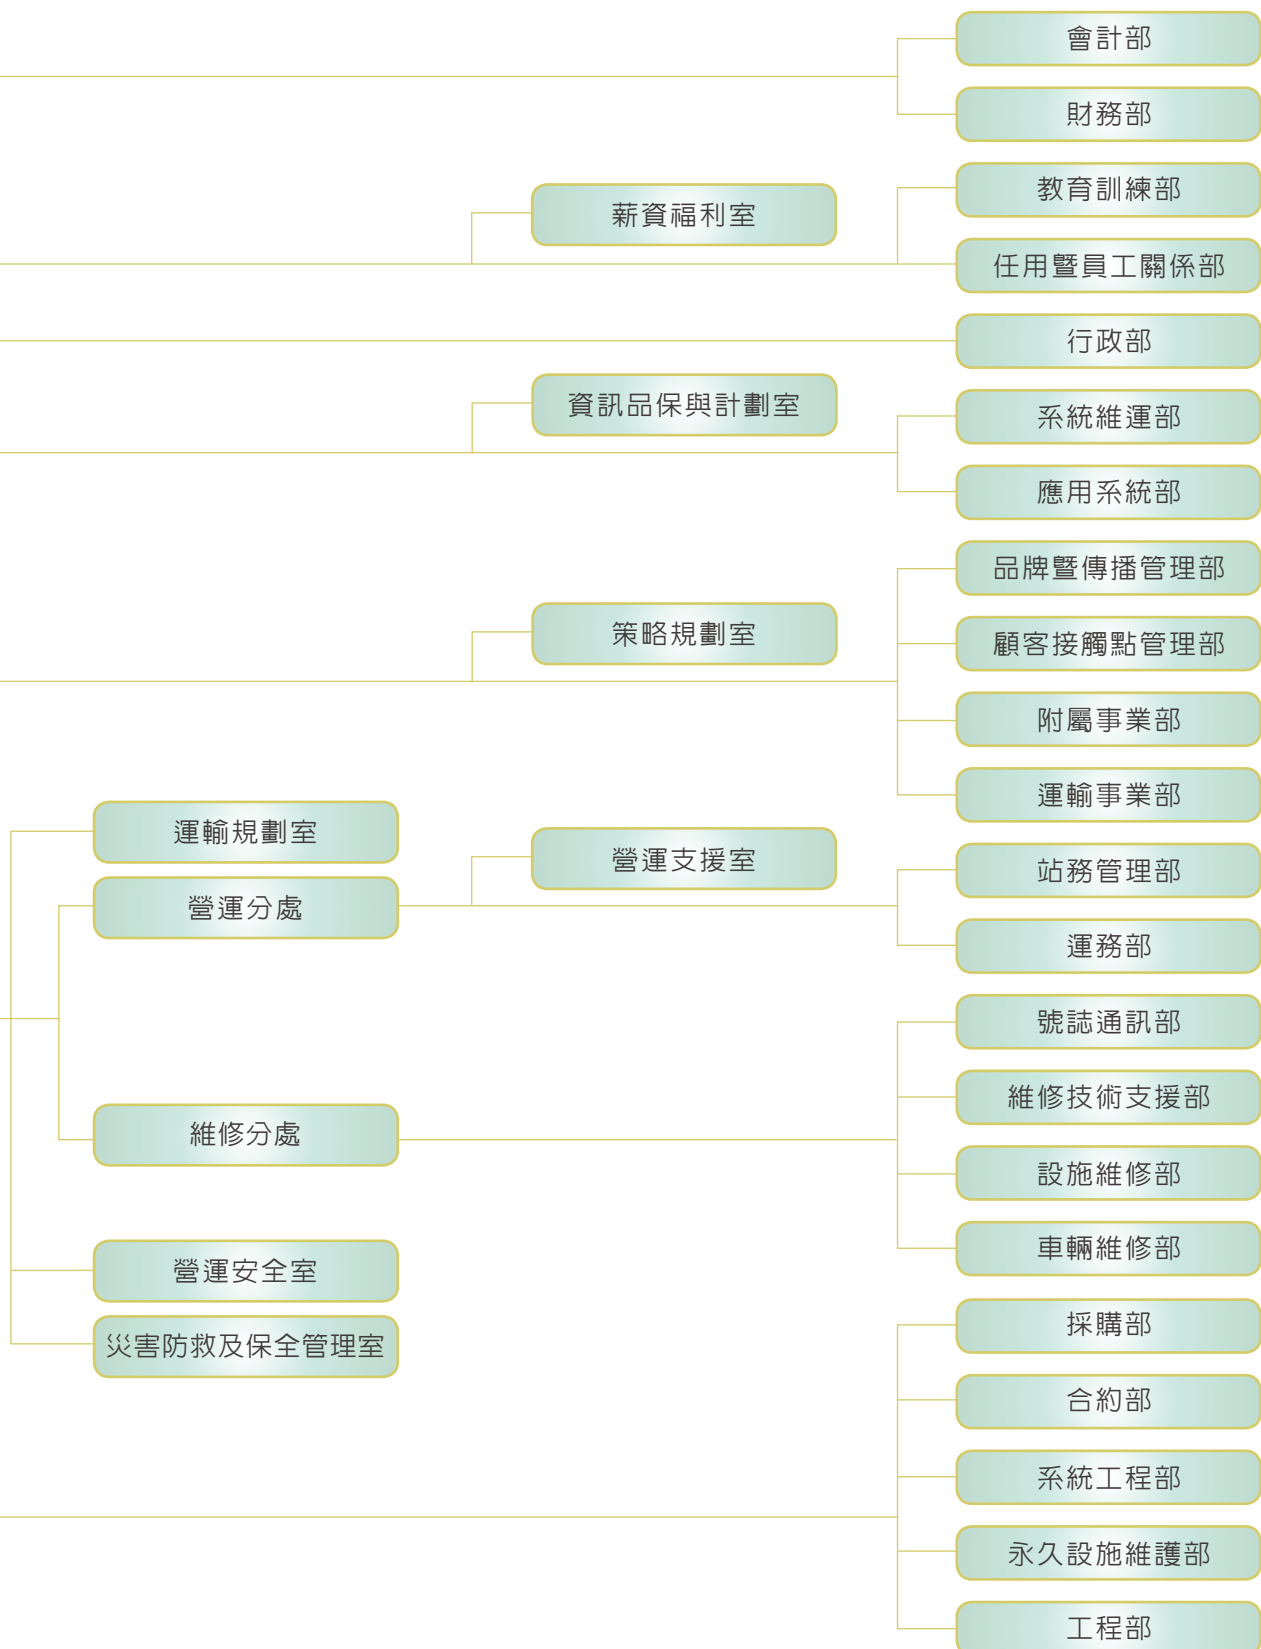 會計部
財務部
教育訓練部
薪資福利室
任用暨員工關係部
行政部
資訊品保與計劃室
系統維運部
應用系統部
品牌暨傳播管理部
策略規劃室
顧客接觸點管理部
附屬事業部
運輸事業部
運輸規劃室
營運支援室
站務管理部
營運分處
運務部
號誌通訊部
維修技術支援部
維修分處
設施維修部
車輛維修部
營運安全室
採購部
災害防救及保全管理室
合約部
系統工程部
永久設施維護部
工程部